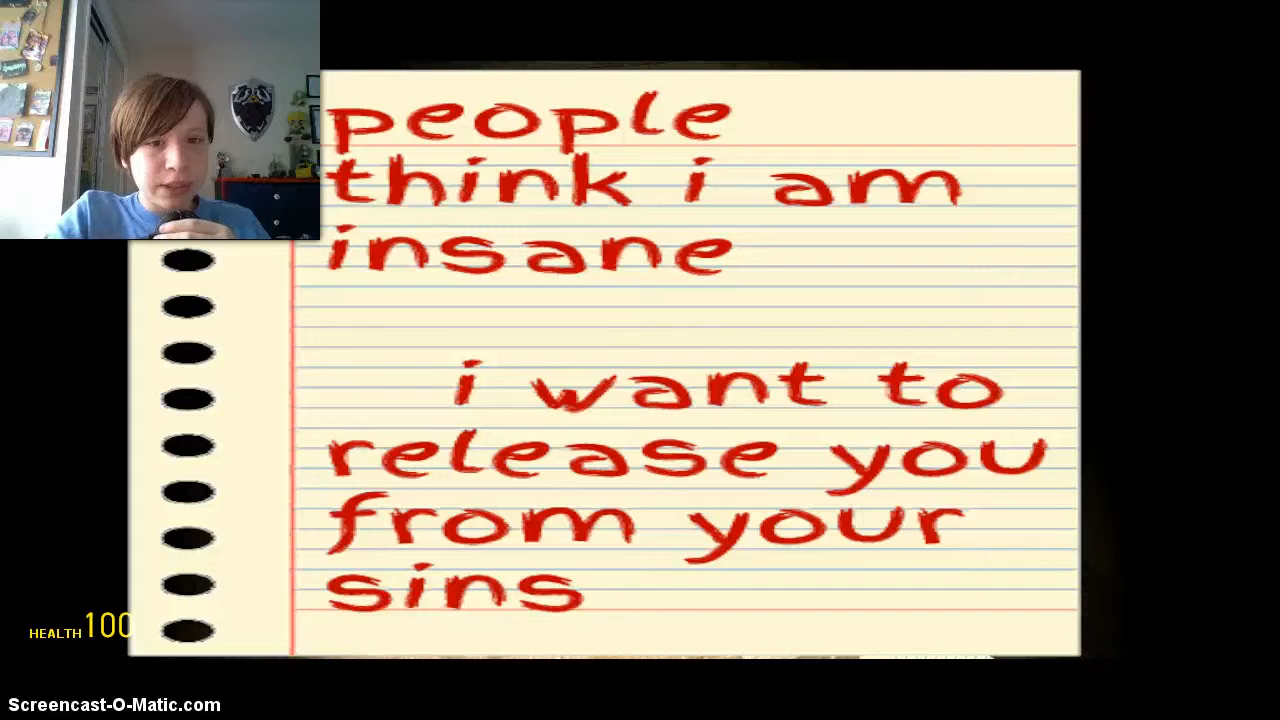 people
think i am
insane
i want to
release you
from your
sins
HEALTH 100
Screencast-O-Matic.com